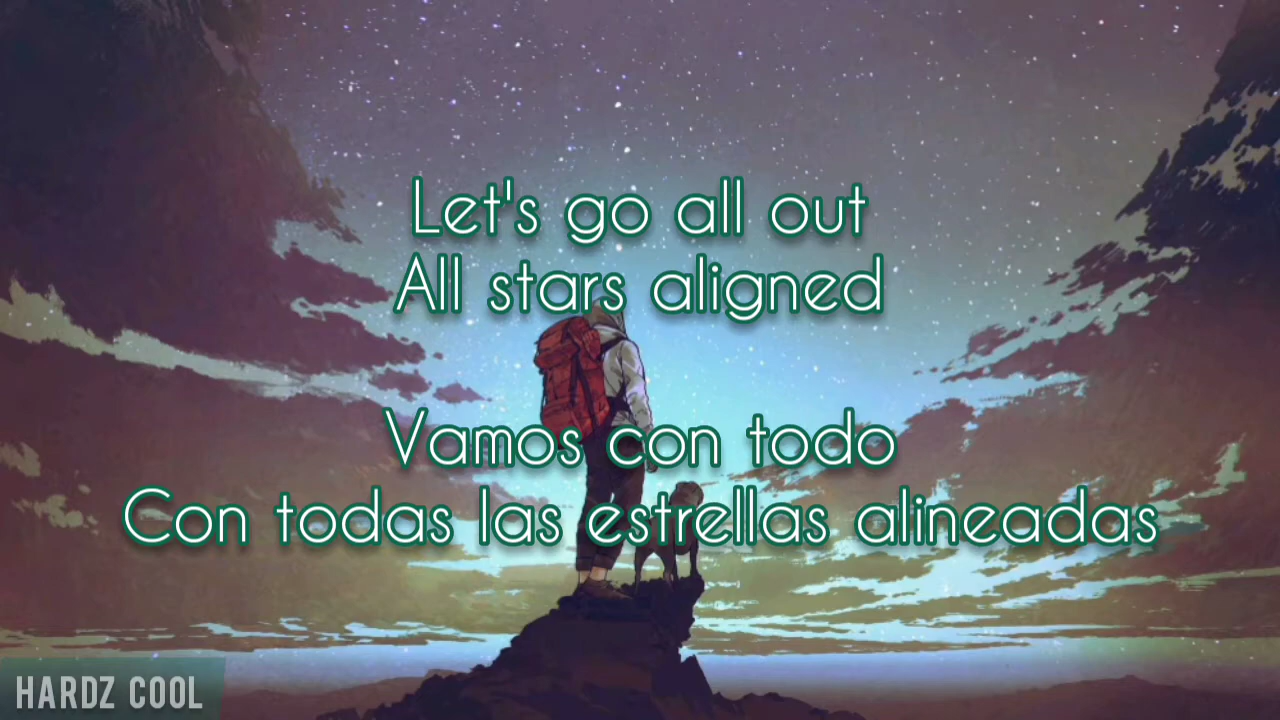 Let's go all out
All stars aligned
Vamos con todo
Con todas las estrellas alineadas
HARDZ COOL